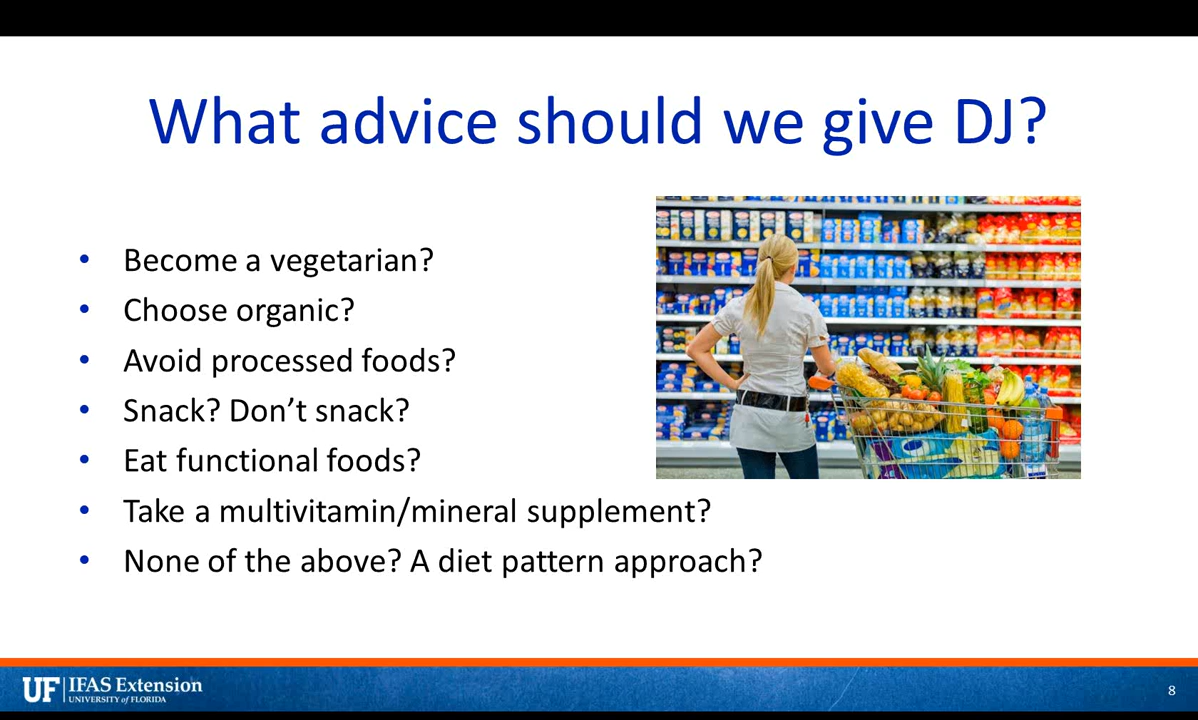 What advice should we give DJ?
• Become a vegetarian?
• Choose organic?
• Avoid processed foods?
• Snack? Don’t snack?
• Eat functional foods?
• Take a multivitamin/mineral supplement?
• None of the above? A diet pattern approach?
UF IFAS Extension
UNIVERSITY of FLORIDA
8